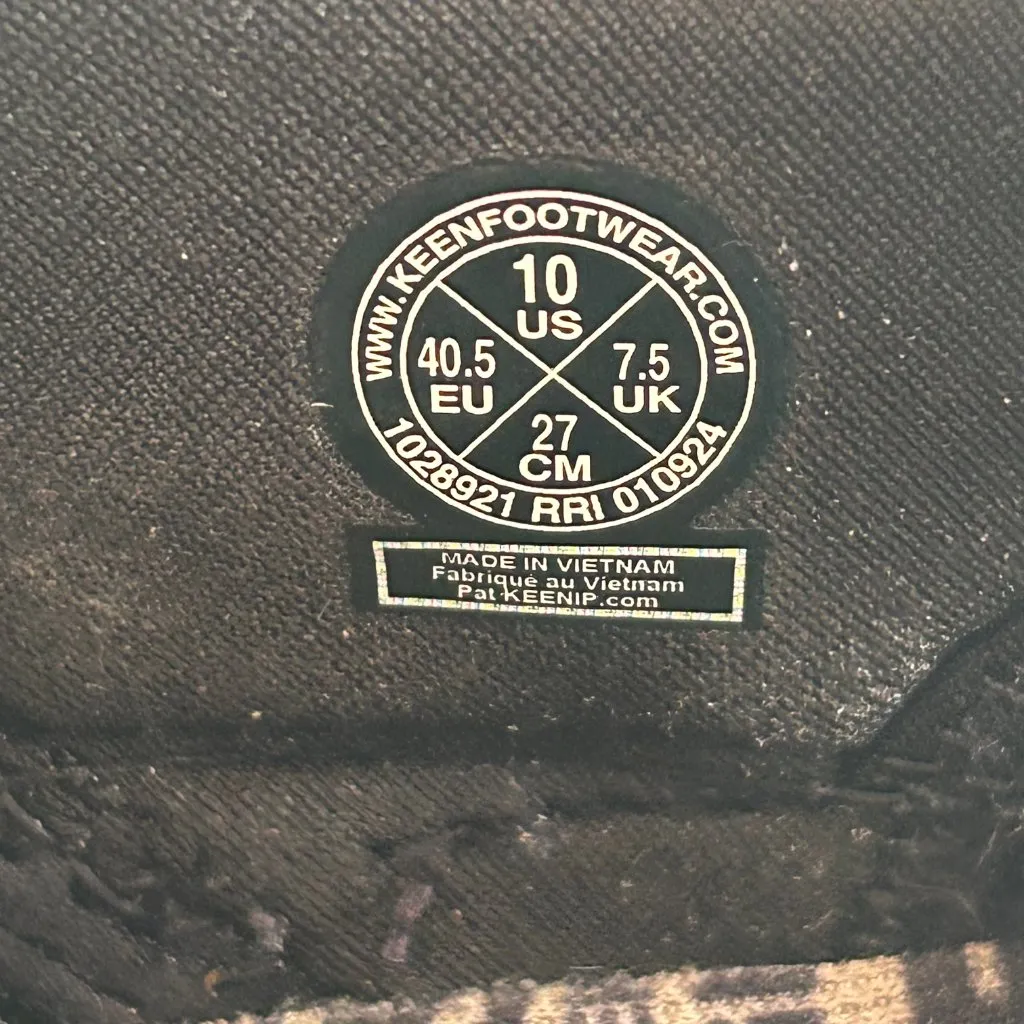 WWW.KEENFOOTWEAR.COM
10
US
40.5
EU
7.5
UK
27
CM
1028921 RRI 010924
MADE IN VIETNAM
Fabriqué au Vietnam
Pat KEENIP.com